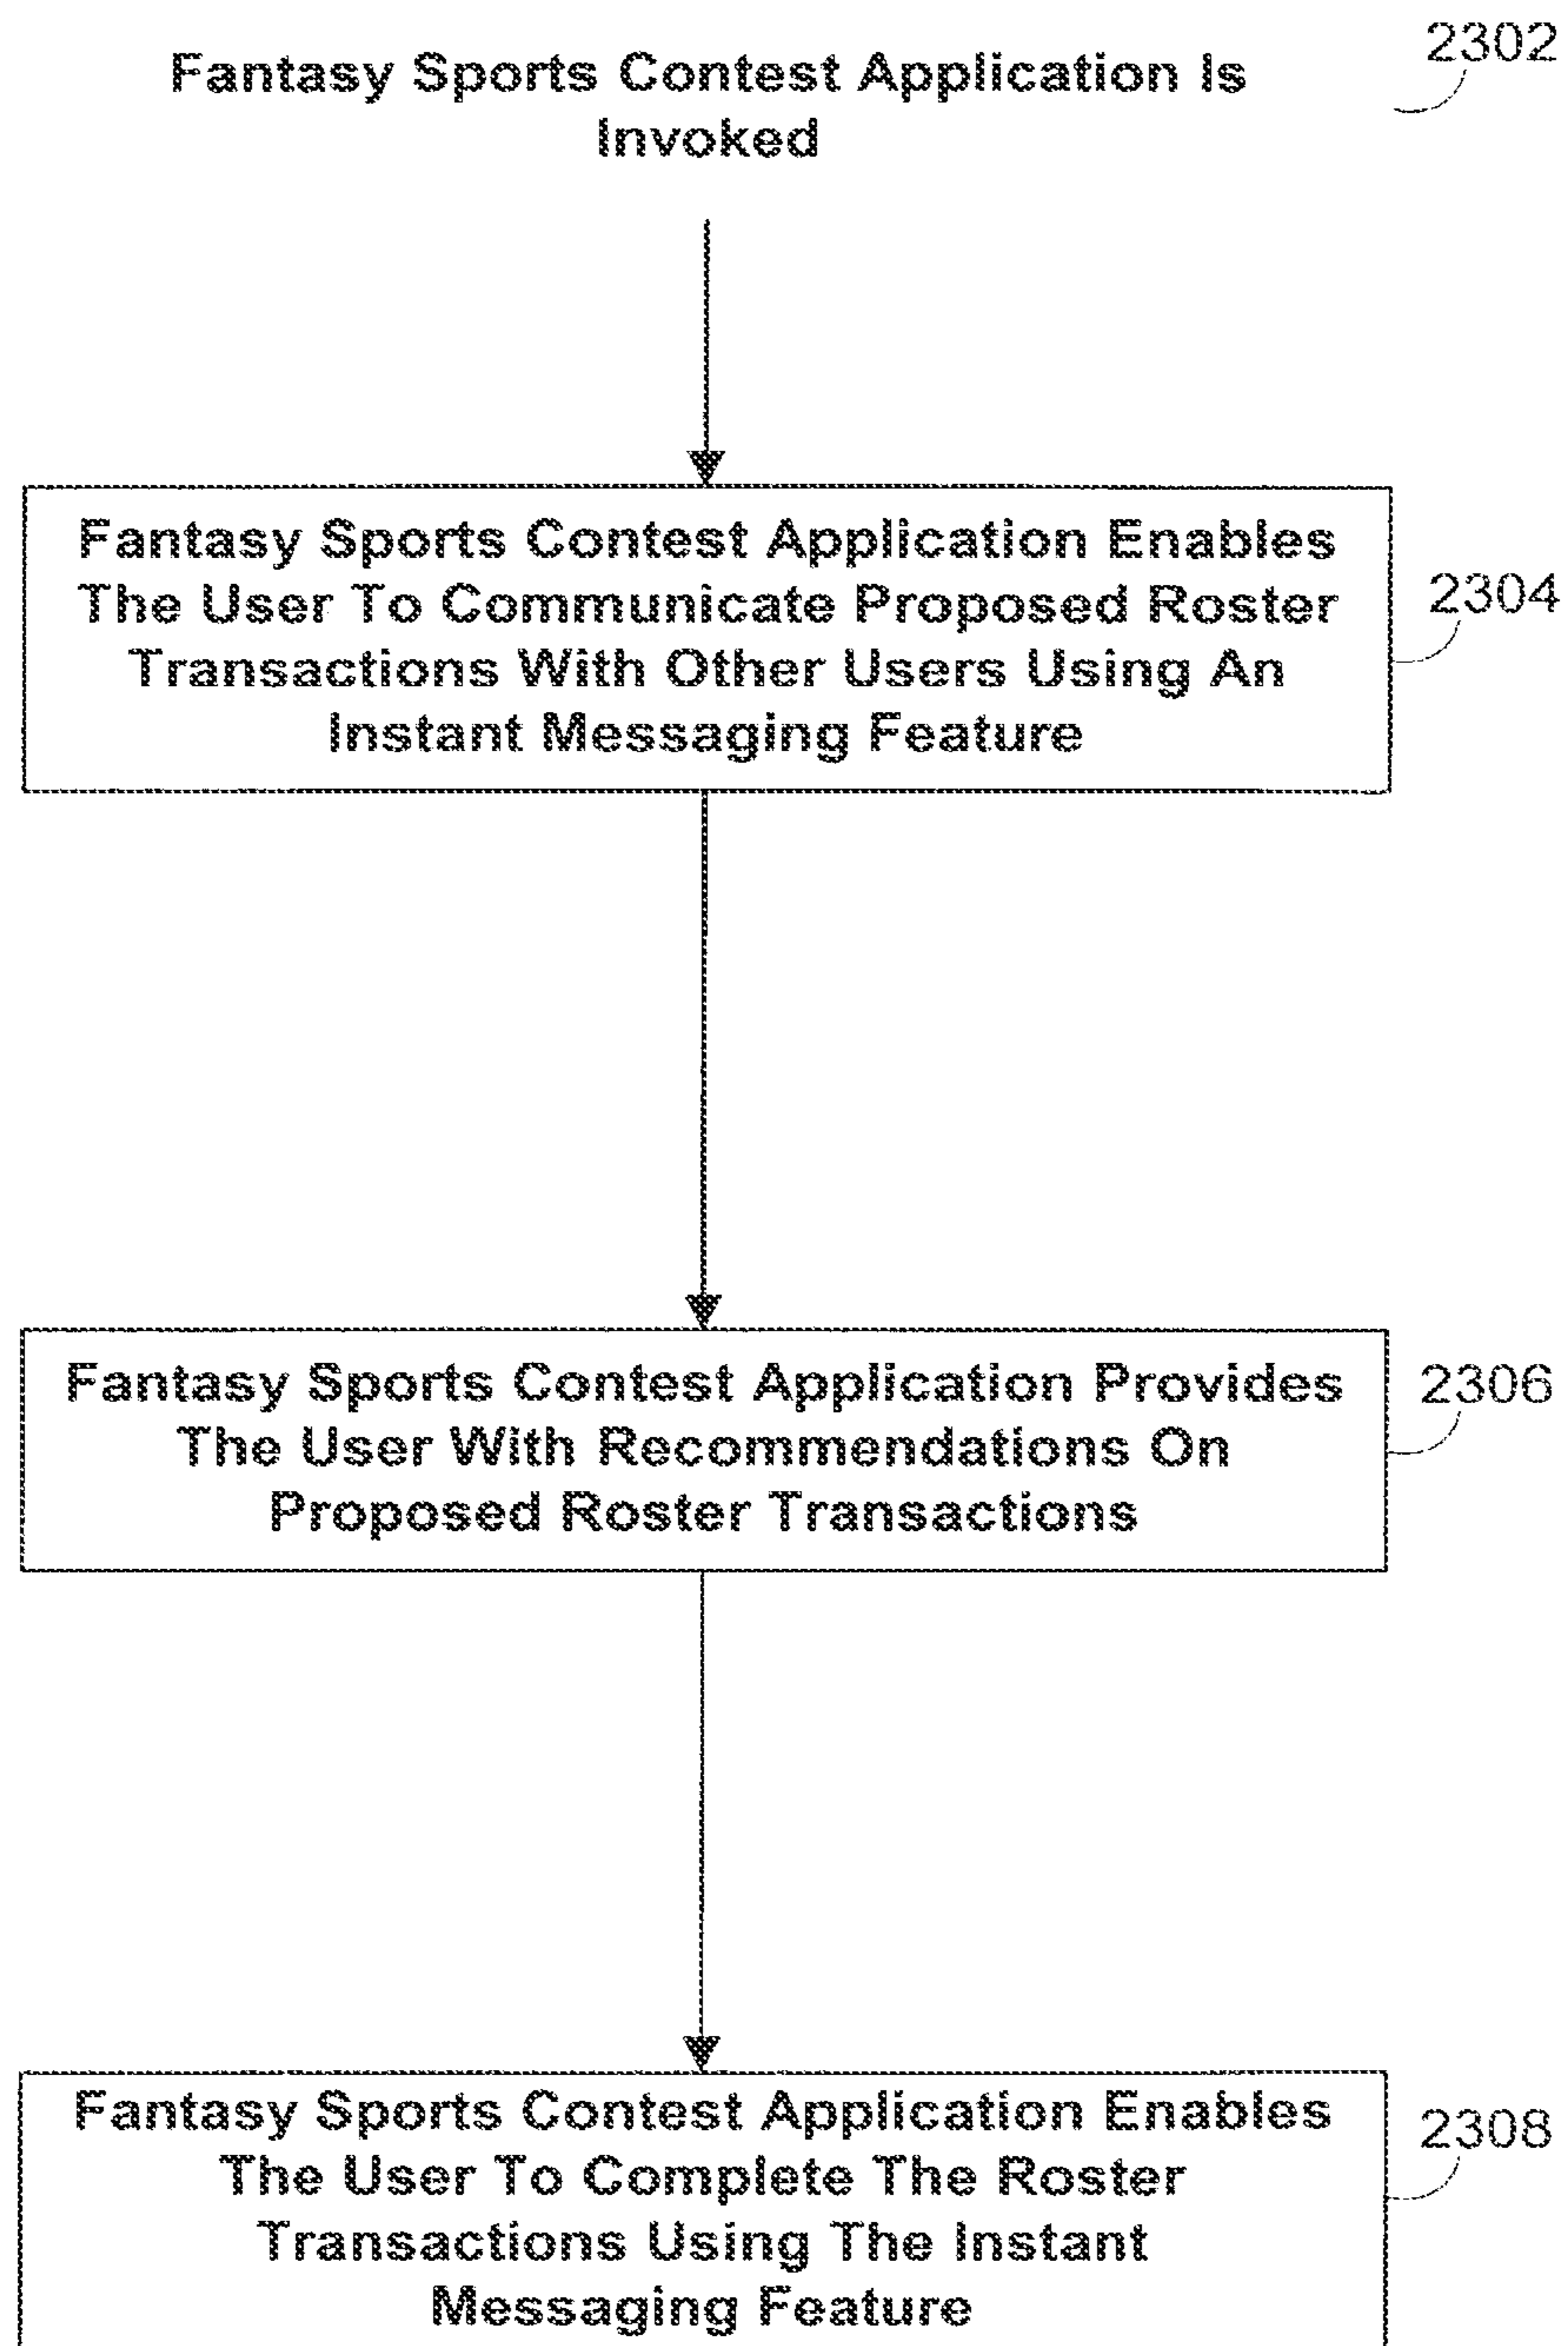 2302
Fantasy Sports Contest Application Is
Invoked
Fantasy Sports Contest Application Enables
The User To Communicate Proposed Roster
Transactions With Other Users Using An
Instant Messaging Feature
2304
Fantasy Sports Contest Application Provides
The User With Recommendations On
Proposed Roster Transactions
2306
Fantasy Sports Contest Application Enables
The User To Complete The Roster
Transactions Using The Instant
Messaging Feature
2308